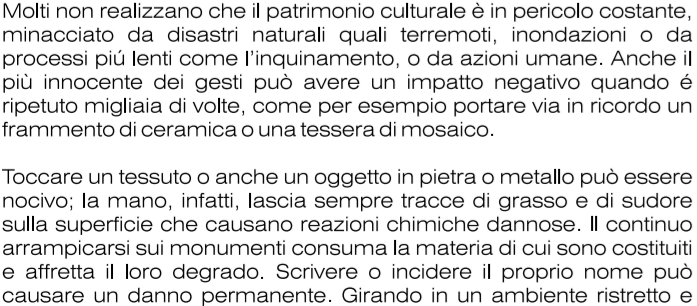 Molti non realizzano che il patrimonio culturale è in pericolo costante,
minacciato da disastri naturali quali terremoti, inondazioni o da
processi piú lenti come l'inquinamento, o da azioni umane. Anche il
più innocente dei gesti può avere un impatto negativo quando é
ripetuto migliaia di volte, come per esempio portare via in ricordo un
frammento di ceramica o una tessera di mosaico.

Toccare un tessuto o anche un oggetto in pietra o metallo può essere
nocivo; la mano, infatti, lascia sempre tracce di grasso e di sudore
sulla superficie che causano reazioni chimiche dannose. Il continuo
arrampicarsi sui monumenti consuma la materia di cui sono costituiti
e affretta il loro degrado. Scrivere o incidere il proprio nome può
causare un danno permanente. Girando in un ambiente ristretto e